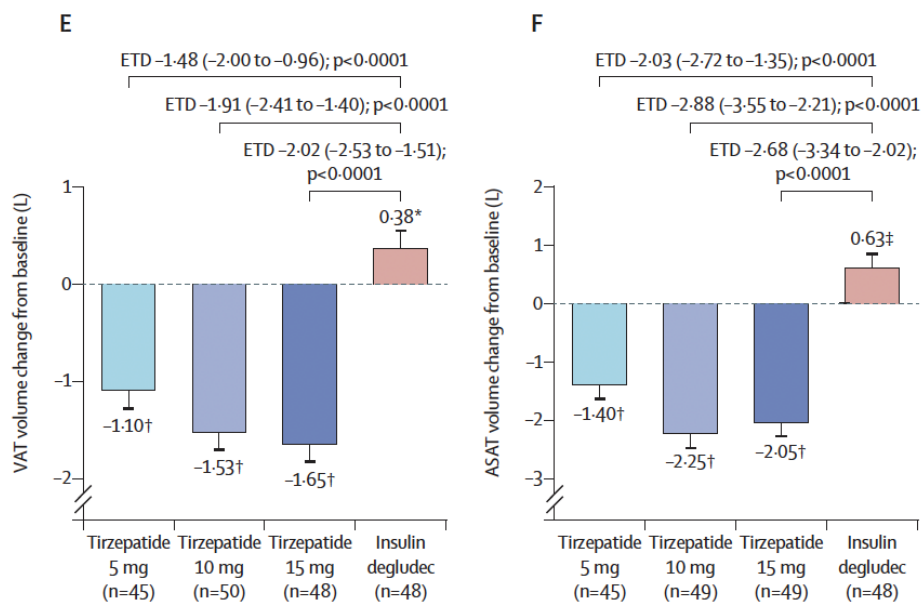 E
ETD –1·48 (–2·00 to –0·96); p<0·0001
ETD –1·91 (–2·41 to –1·40); p<0·0001
ETD –2·02 (–2·53 to –1·51);
p<0·0001
VAT volume change from baseline (L)
1
0
–1
–2
–1·10†
–1·53†
–1·65†
0·38*
Tirzepatide
5 mg
(n=45)
Tirzepatide
10 mg
(n=50)
Tirzepatide
15 mg
(n=48)
Insulin
degludec
(n=48)
F
ETD –2·03 (–2·72 to –1·35); p<0·0001
ETD –2·88 (–3·55 to –2·21); p<0·0001
ETD –2·68 (–3·34 to –2·02);
p<0·0001
ASAT volume change from baseline (L)
2
1
0
–1
–2
–3
–1·40†
–2·25†
–2·05†
0·63‡
Tirzepatide
5 mg
(n=45)
Tirzepatide
10 mg
(n=49)
Tirzepatide
15 mg
(n=49)
Insulin
degludec
(n=48)